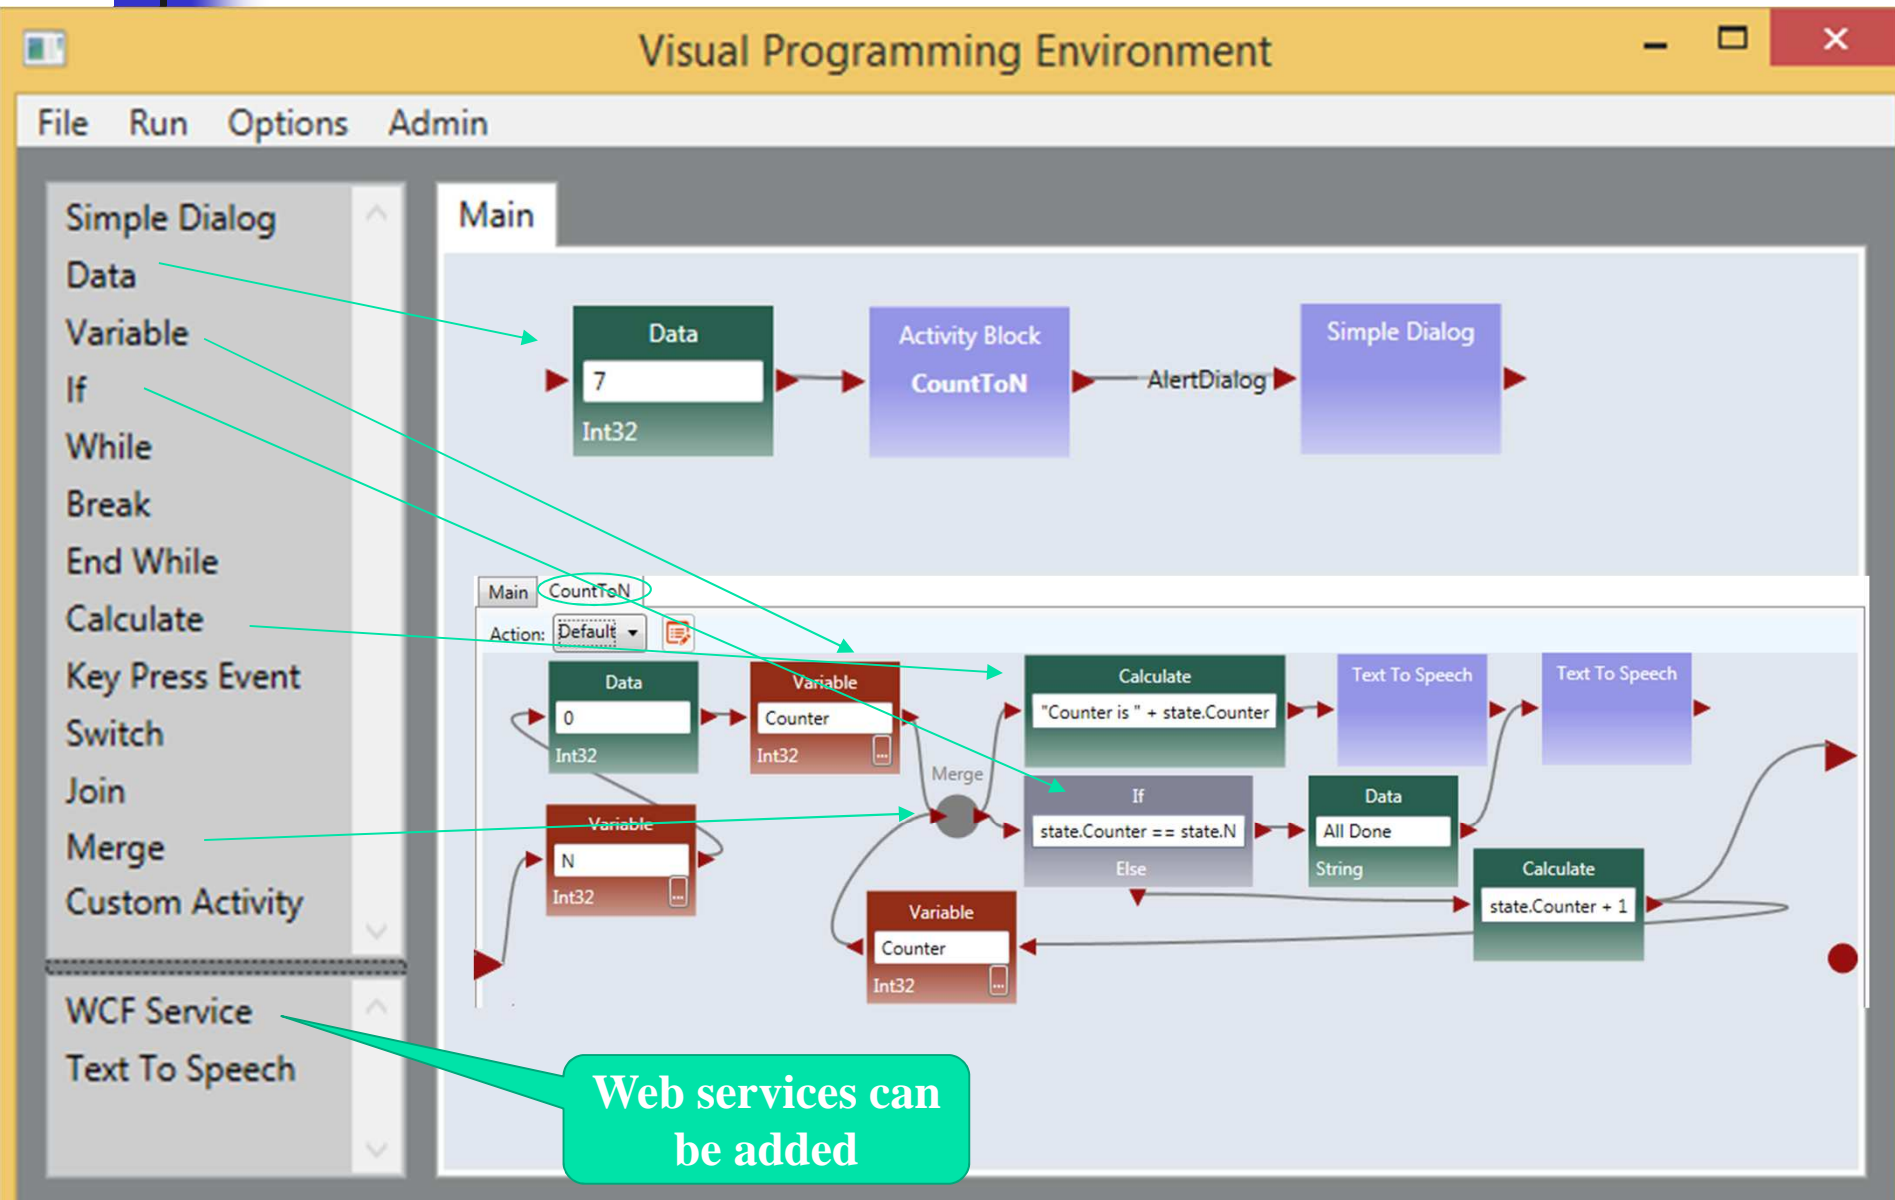 Visual Programming Environment
File Run Options Admin
Simple Dialog
Data
Variable
If
While
Break
End While
Calculate
Key Press Event
Switch
Join
Merge
Custom Activity
WCF Service
Text To Speech
Main
Data
7
Int32
Activity Block
CountToN
AlertDialog
Simple Dialog
Main CountToN
Action: Default
Data
0
Int32
Variable
Counter
Int32
...
Merge
Calculate
"Counter is " + state.Counter
Text To Speech
Text To Speech
Variable
N
Int32
...
If
state.Counter == state.N
Else
Data
All Done
String
Calculate
state.Counter + 1
Variable
Counter
Int32
...
Web services can
be added